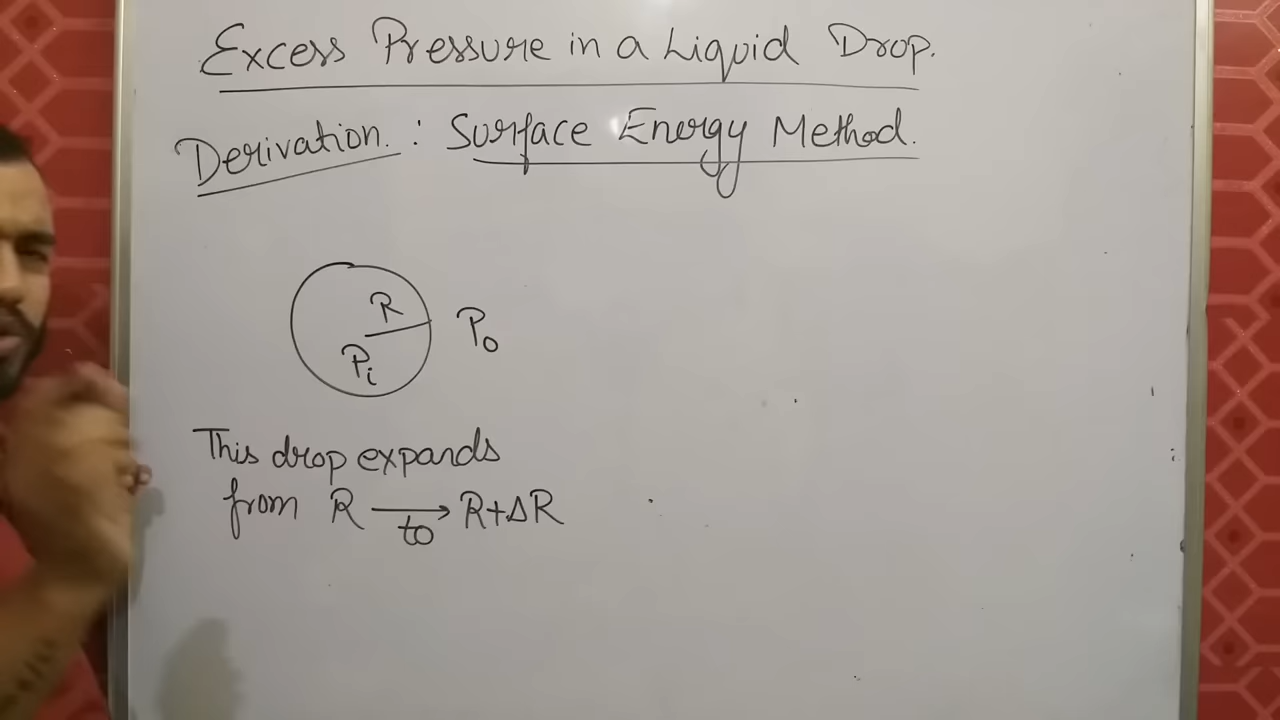 Excess Pressure in a Liquid Drop.
Derivation. : Surface Energy Method.
R
Pi
Po
This drop expands
from R → to R+ΔR